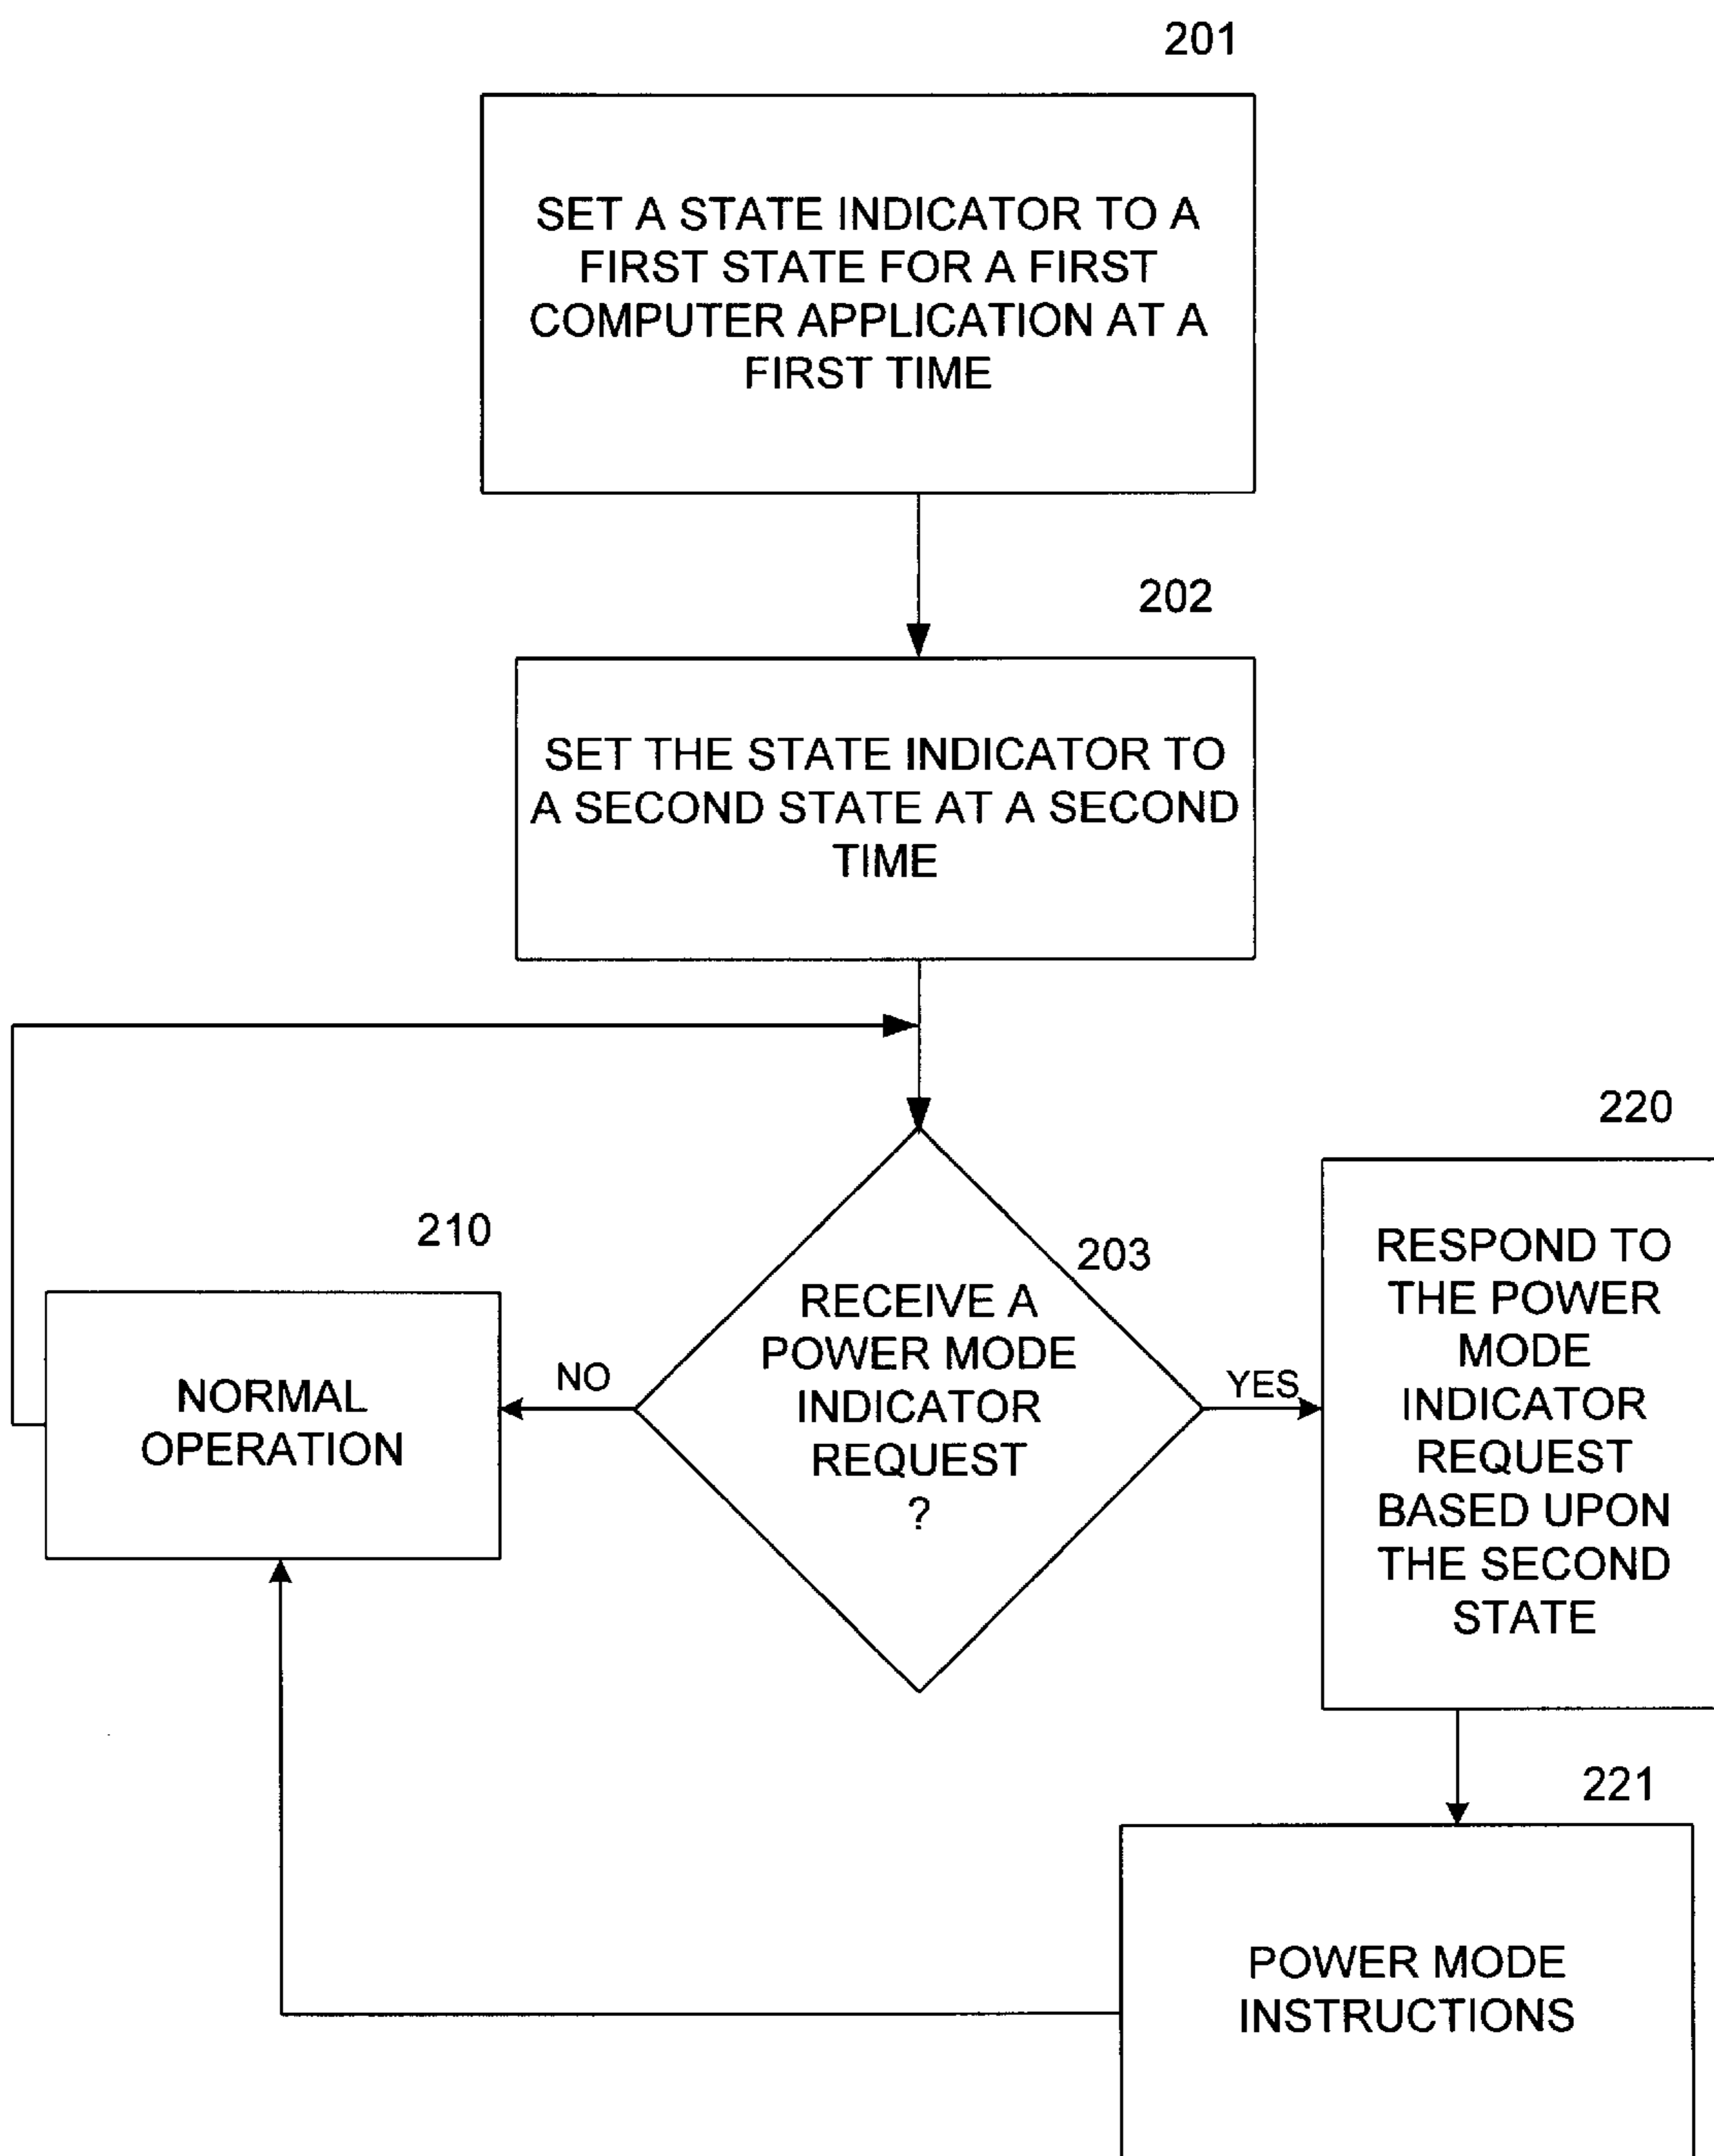 201
SET A STATE INDICATOR TO A
FIRST STATE FOR A FIRST
COMPUTER APPLICATION AT A
FIRST TIME
202
SET THE STATE INDICATOR TO
A SECOND STATE AT A SECOND
TIME
203
RECEIVE A
POWER MODE
INDICATOR
REQUEST
?
NO
YES
210
NORMAL
OPERATION
220
RESPOND TO
THE POWER
MODE
INDICATOR
REQUEST
BASED UPON
THE SECOND
STATE
221
POWER MODE
INSTRUCTIONS